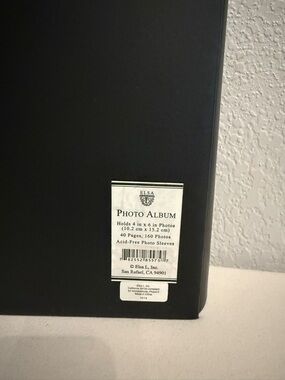 ELSA
PHOTO ALBUM
Holds 4 in x 6 in Photos
(10.2 cm x 15.2 cm)
40 Pages, 160 Photos
Acid-Free Photo Sleeves
© Elsa L, Inc.
San Rafael, CA 94901